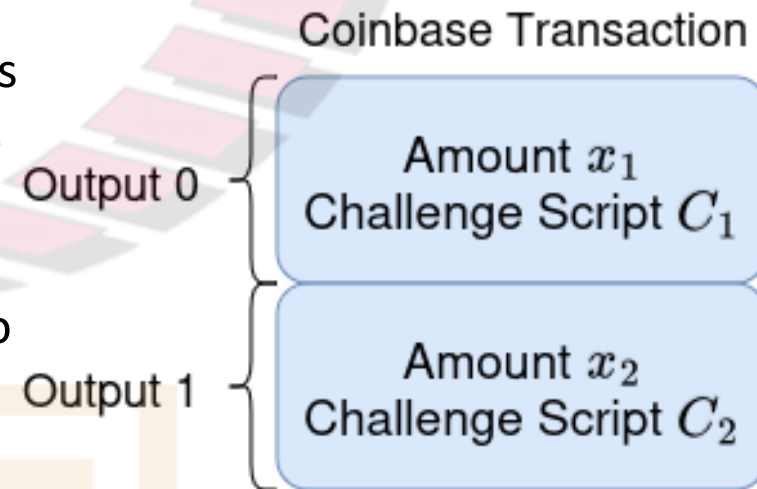 Coinbase Transaction
s
Output 0
Amount x₁
Challenge Script C₁
Output 1
Amount x₂
Challenge Script C₂